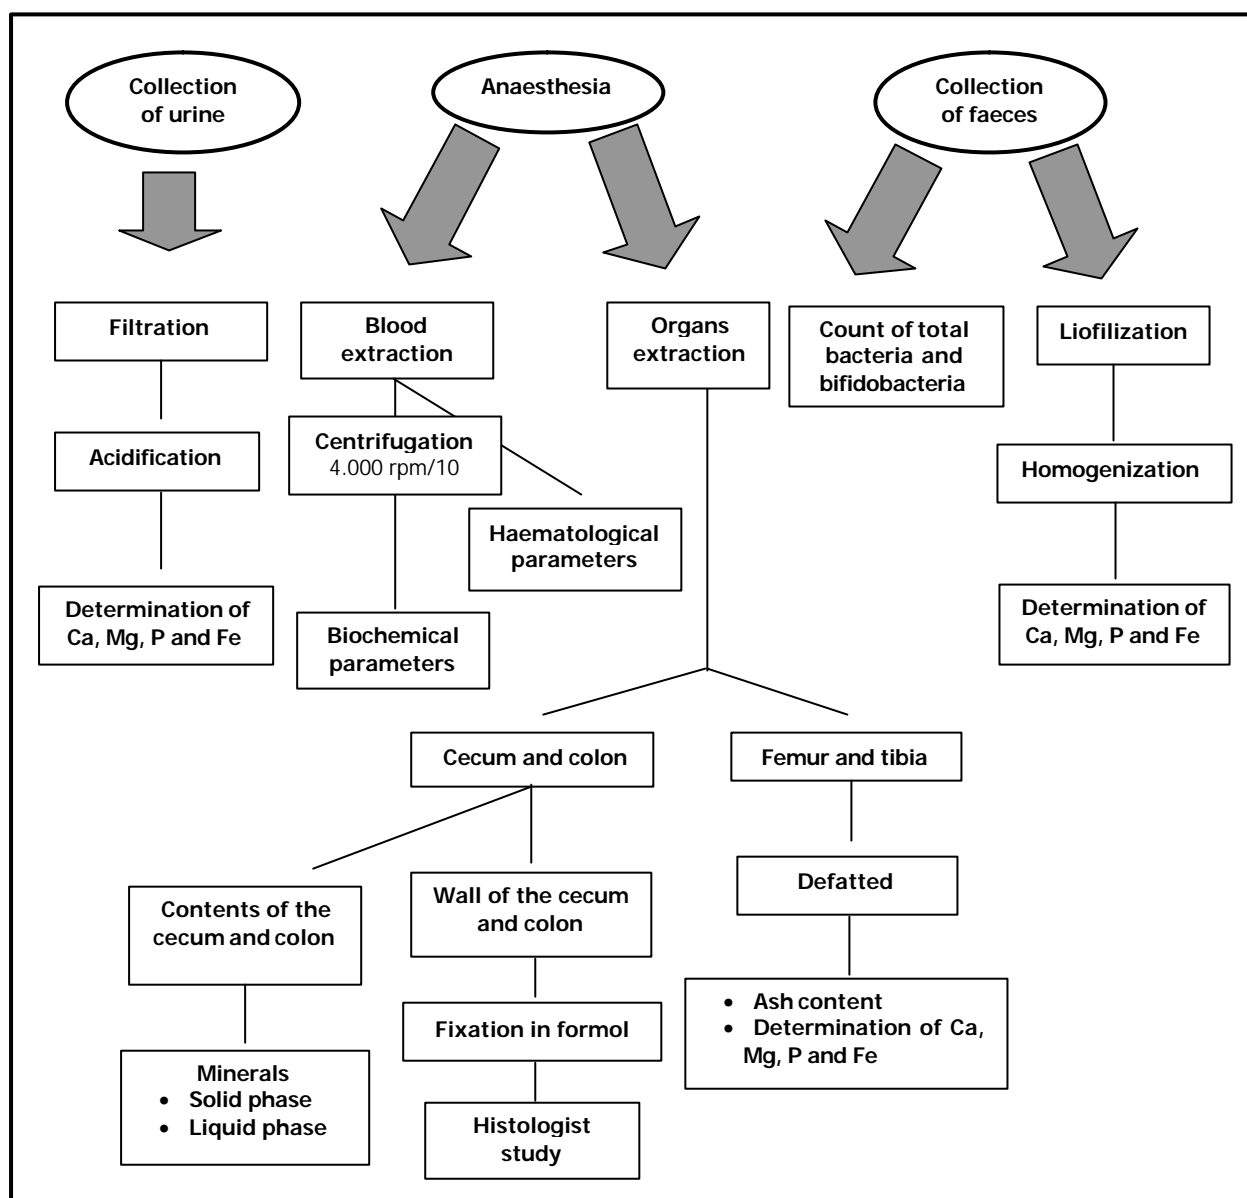 Collection
of urine
Anaesthesia
Collection
of faeces
Filtration
Blood
extraction
Organs
extraction
Count of total
bacteria and
bifidobacteria
Liofilization
Acidification
Centrifugation
4.000 rpm/10
Homogenization
Haematological
parameters
Determination of
Ca, Mg, P and Fe
Biochemical
parameters
Determination of
Ca, Mg, P and Fe
Cecum and colon
Femur and tibia
Contents of the
cecum and colon
Wall of the cecum
and colon
Defatted
• Ash content
• Determination of Ca,
Mg, P and Fe
Fixation in formol
Minerals
• Solid phase
• Liquid phase
Histologist
study